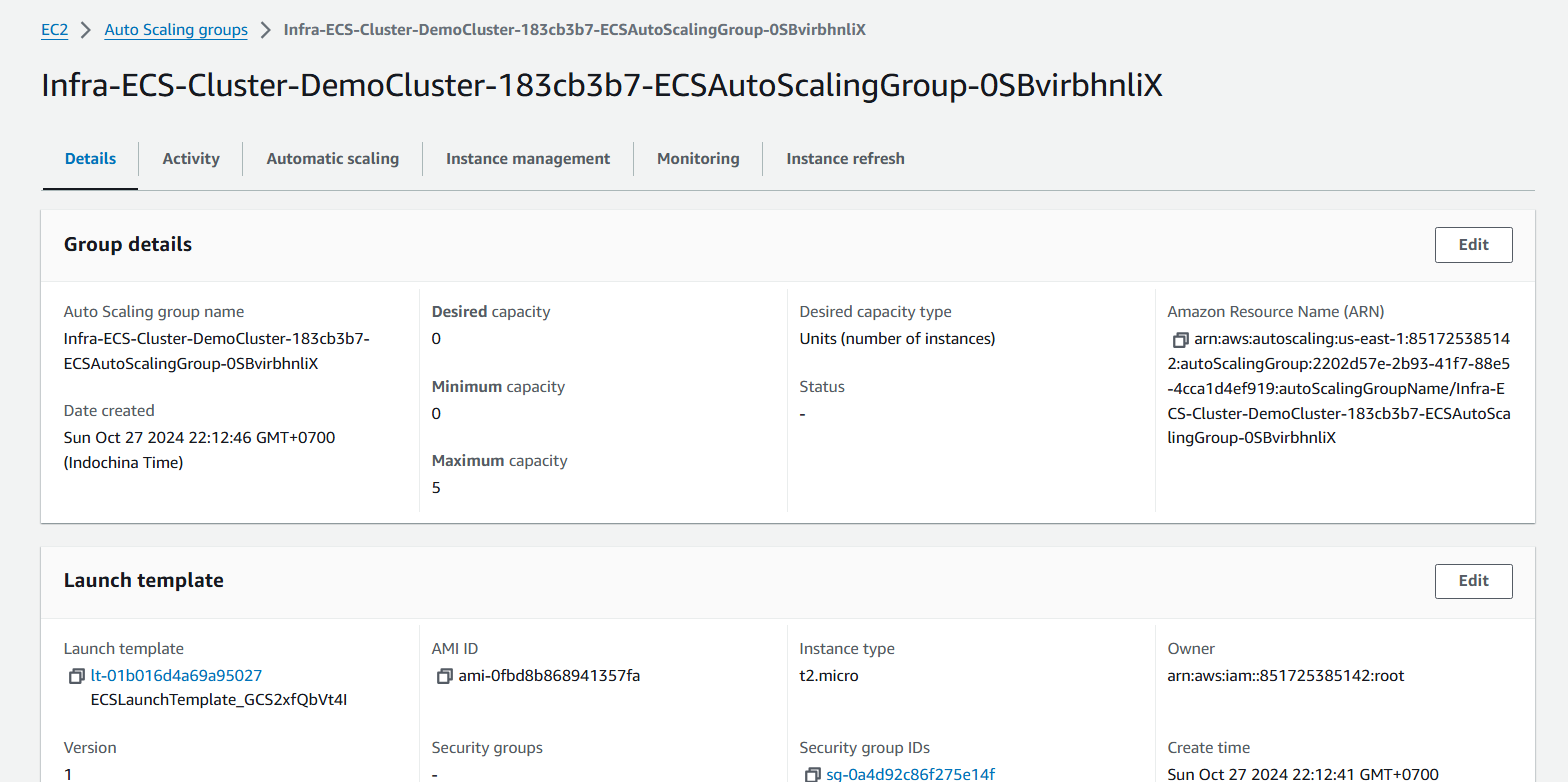 EC2 > Auto Scaling groups > Infra-ECS-Cluster-DemoCluster-183cb3b7-ECSAutoScalingGroup-0SBvirbhnliX
Infra-ECS-Cluster-DemoCluster-183cb3b7-ECSAutoScalingGroup-0SBvirbhnliX
Details Activity Automatic scaling Instance management Monitoring Instance refresh
Group details
Edit
Auto Scaling group name
Infra-ECS-Cluster-DemoCluster-183cb3b7-
ECSAutoScalingGroup-0SBvirbhnliX
Date created
Sun Oct 27 2024 22:12:46 GMT+0700
(Indochina Time)
Desired capacity
0
Minimum capacity
0
Maximum capacity
5
Desired capacity type
Units (number of instances)
Status
-
Amazon Resource Name (ARN)
arn:aws:autoscaling:us-east-1:85172538514
2:autoScalingGroup:2202d57e-2b93-41f7-88e5
-4cca1d4ef919:autoScalingGroupName/Infra-E
CS-Cluster-DemoCluster-183cb3b7-ECSAutoSca
lingGroup-0SBvirbhnliX
Launch template
Edit
Launch template
lt-01b016d4a69a95027
ECSLaunchTemplate_GCS2xfQbVt4I
Version
1
AMI ID
ami-0fbd8b868941357fa
Security groups
-
Instance type
t2.micro
Security group IDs
sg-0a4d92c86f275e14f
Owner
arn:aws:iam::851725385142:root
Create time
Sun Oct 27 2024 22:12:41 GMT+0700